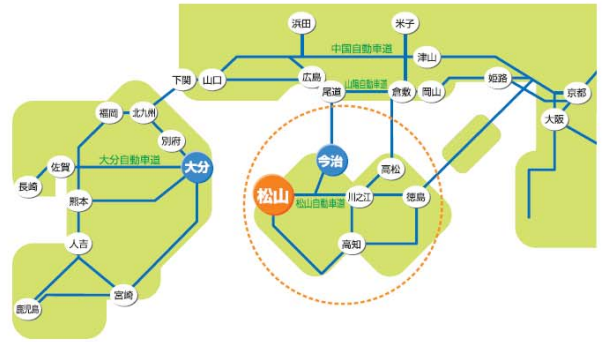 浜田
米子
中国自動車道
津山
下関
山口
広島
尾道
山陽自動車道
倉敷
岡山
姫路
京都
大阪
福岡
北九州
別府
佐賀
大分自動車道
大分
長崎
熊本
人吉
鹿児島
宮崎
今治
高松
松山
松山自動車道
川之江
徳島
高知